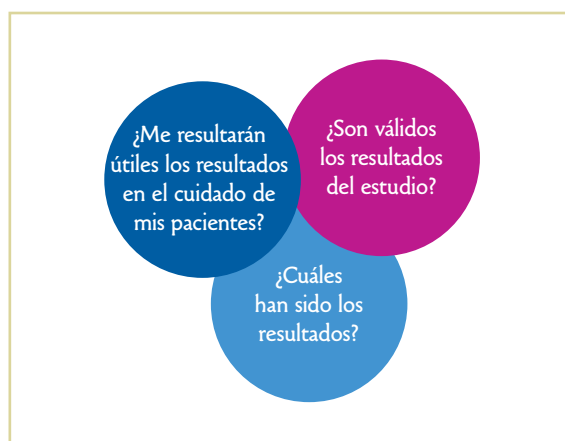 ¿Me resultarán
útiles los resultados
en el cuidado de
mis pacientes?
¿Son válidos
los resultados
del estudio?
¿Cuáles
han sido los
resultados?